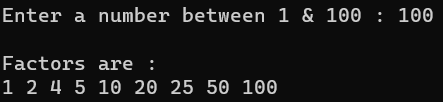 Enter a number between 1 & 100 : 100
Factors are :
1 2 4 5 10 20 25 50 100